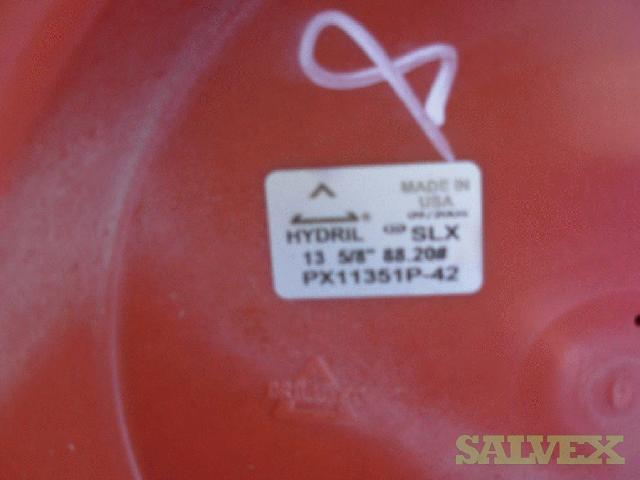 MADE IN
USA
HYDRIL ® SLX
13 5/8" 88.20#
PX11351P-42
SALVEX